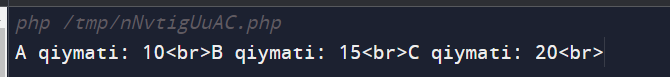 php /tmp/nNvtigUuAC.php
A qiymati: 10<br>B qiymati: 15<br>C qiymati: 20<br>